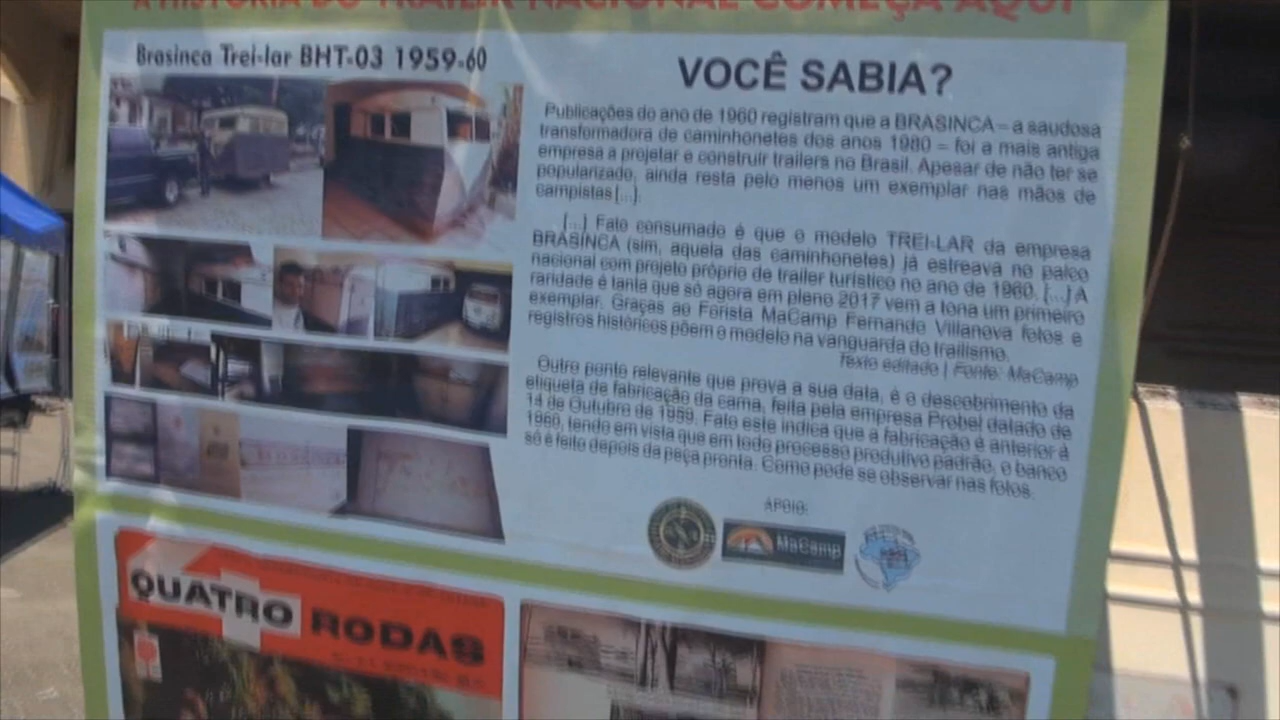 A HISTÓRIA DO TRAILER NACIONAL COMEÇA AQUI
Brasinca Trei-lar BHT-03 1959-60
VOCÊ SABIA?
Publicações do ano de 1960 registram que a BRASINCA – a saudosa
transformadora de caminhonetes dos anos 1980 – foi a mais antiga
empresa a projetar e construir trailers no Brasil. Apesar de não ter se
popularizado, ainda resta pelo menos um exemplar nas mãos de
campistas [...].
[...] Fato consumado é que o modelo TREI-LAR da empresa
BRASINCA (sim, aquela das caminhonetes) já estreava no palco
nacional com projeto próprio de trailer turístico no ano de 1960. [...] A
raridade é tanta que só agora em pleno 2017 vem a tona um primeiro
exemplar. Graças ao Forista MaCamp Fernando Villanova fotos e
registros históricos põem o modelo na vanguarda do trailismo.
Texto editado | Fonte: MaCamp
Outro ponto relevante que prova a sua data, é o descobrimento da
etiqueta de fabricação da cama, feita pela empresa Probel datado de
14 de Outubro de 1959. Fato este indica que a fabricação é anterior à
1960, tendo em vista que em todo processo produtivo padrão, o banco
só é feito depois da peça pronta. Como pode se observar nas fotos.
APOIO:
MaCamp
QUATRO RODAS